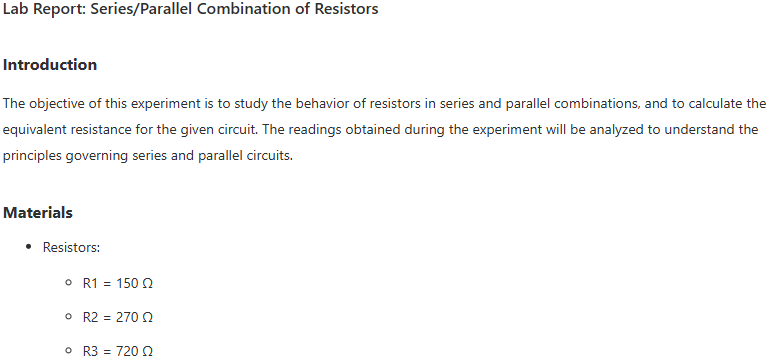 Lab Report: Series/Parallel Combination of Resistors
Introduction
The objective of this experiment is to study the behavior of resistors in series and parallel combinations, and to calculate the
equivalent resistance for the given circuit. The readings obtained during the experiment will be analyzed to understand the
principles governing series and parallel circuits.
Materials
• Resistors:
○ R1 = 150 Ω
○ R2 = 270 Ω
○ R3 = 720 Ω